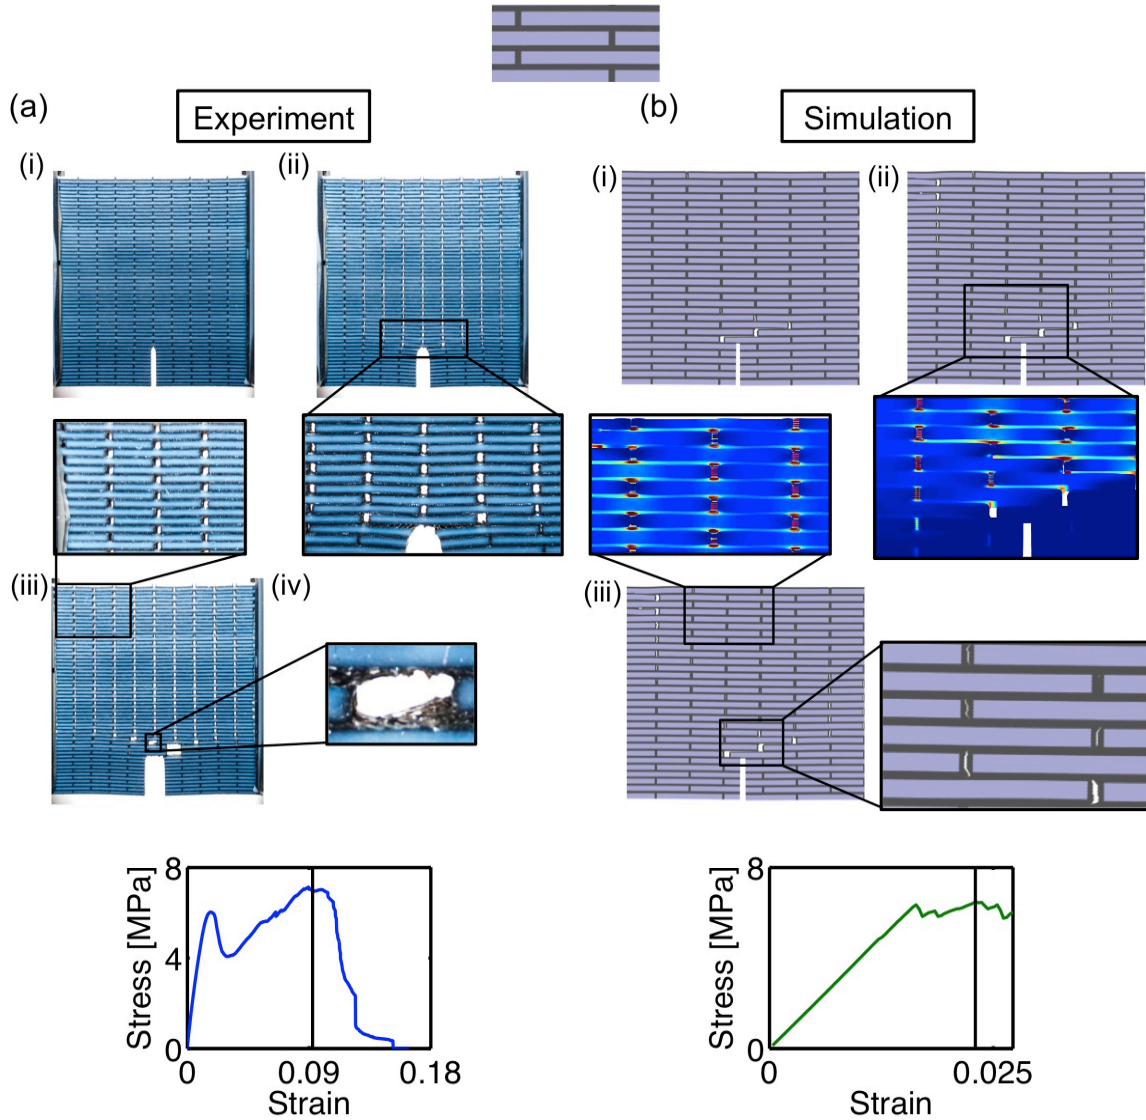 (a)
Experiment
(b)
Simulation
(i)
(ii)
(i)
(ii)
(iii)
(iv)
(iii)
8
4
0
Stress [MPa]
0
0.09
0.18
Strain
8
0
Stress [MPa]
0
0.025
Strain